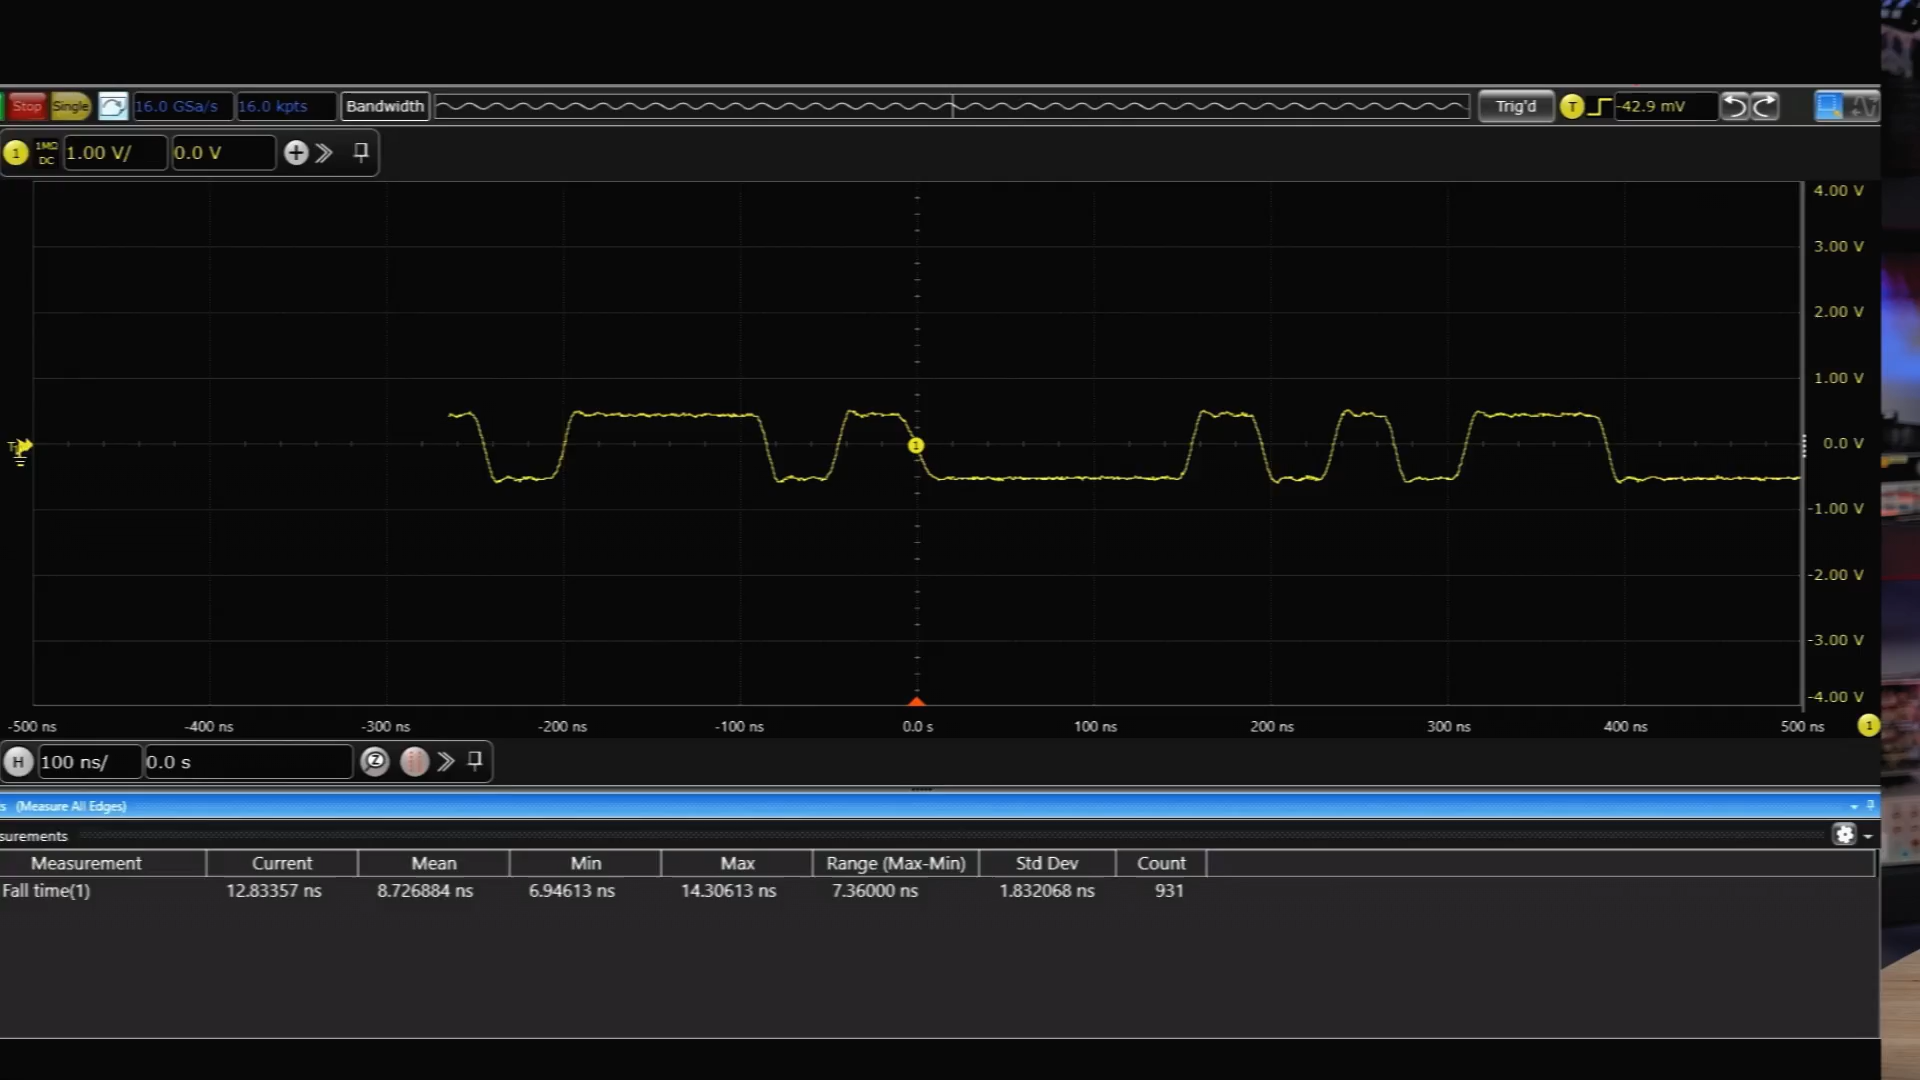 Stop Single 16.0 GSa/s 16.0 kpts Bandwidth Trig'd T -42.9 mV
1 1MΩ DC 1.00 V/ 0.0 V
4.00 V
3.00 V
2.00 V
1.00 V
T 1 0.0 V
-1.00 V
-2.00 V
-3.00 V
-4.00 V
-500 ns -400 ns -300 ns -200 ns -100 ns 0.0 s 100 ns 200 ns 300 ns 400 ns 500 ns 1
H 100 ns/ 0.0 s Z
s (Measure All Edges)
surements
Measurement Current Mean Min Max Range (Max-Min) Std Dev Count
Fall time(1) 12.83357 ns 8.726884 ns 6.94613 ns 14.30613 ns 7.36000 ns 1.832068 ns 931